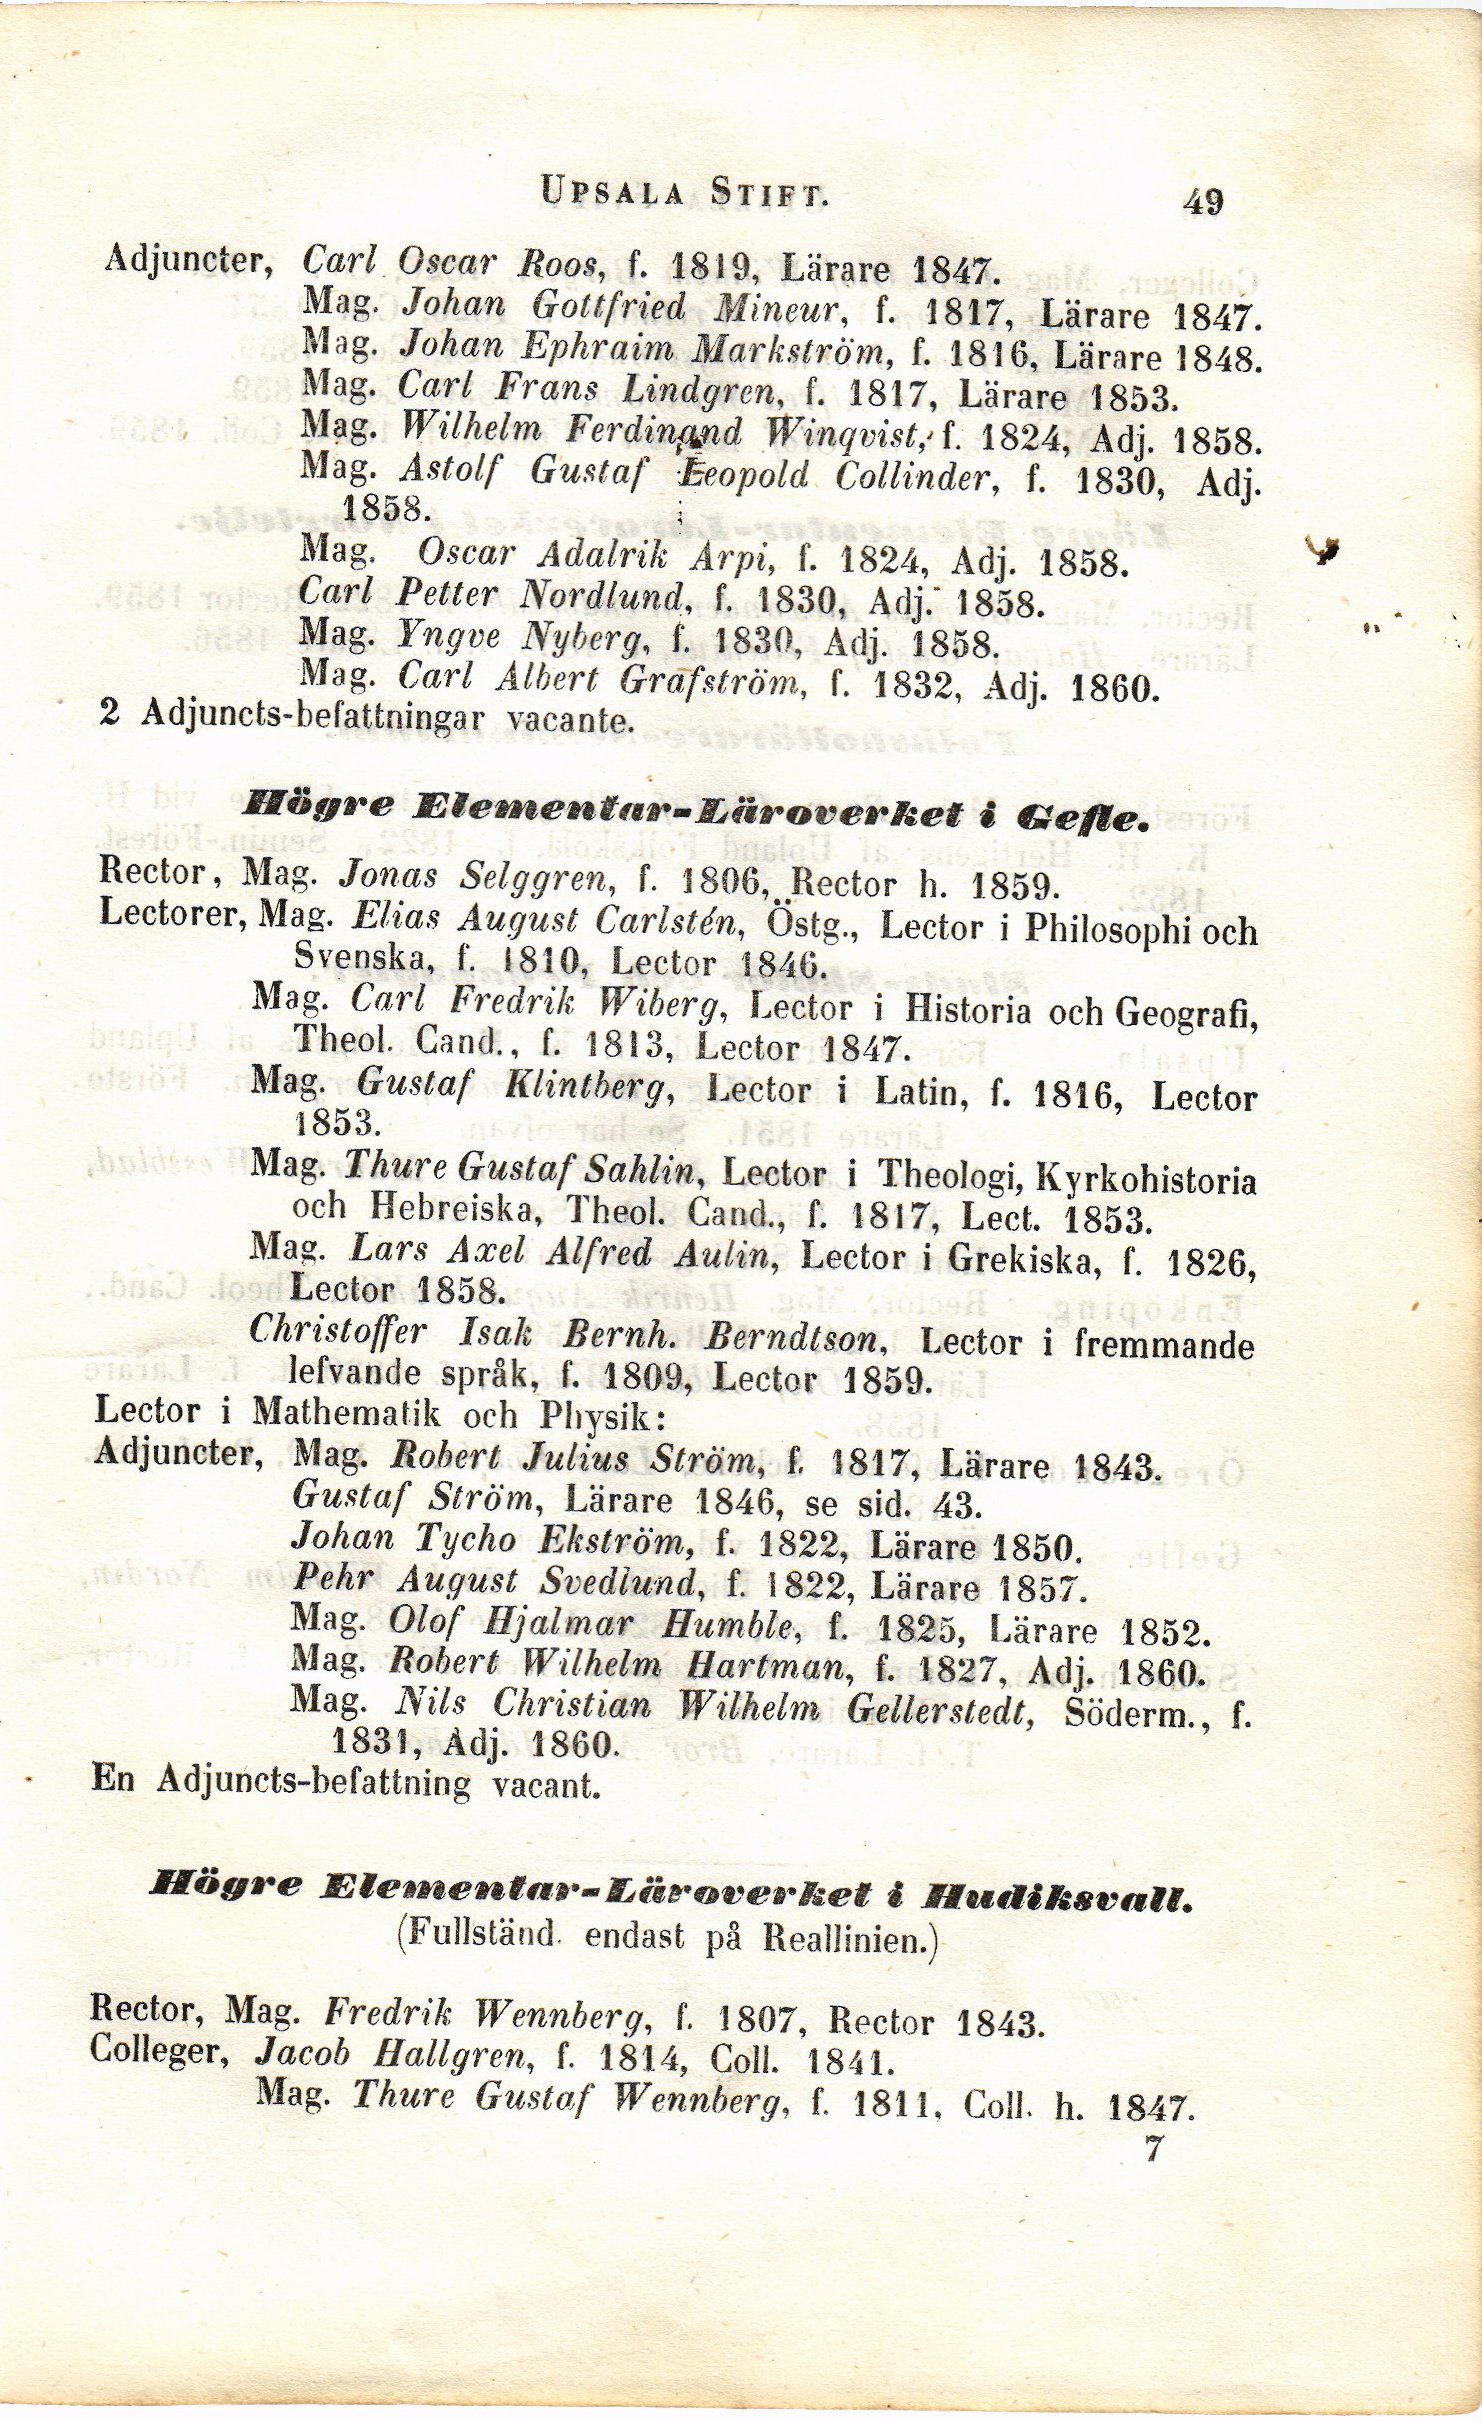 UPSALA STIFT. 49
Adjuncter, Carl Oscar Roos, f. 1819, Lärare 1847.
Mag. Johan Gottfried Mineur, f. 1817, Lärare 1847.
Mag. Johan Ephraim Markström, f. 1816, Lärare 1848.
Mag. Carl Frans Lindgren, f. 1817, Lärare 1853.
Mag. Wilhelm Ferdinand Winqvist, f. 1824, Adj. 1858.
Mag. Astolf Gustaf Leopold Collinder, f. 1830, Adj.
1858.
Mag. Oscar Adalrik Arpi, f. 1824, Adj. 1858.
Carl Petter Nordlund, f. 1830, Adj. 1858.
Mag. Yngve Nyberg, f. 1830, Adj. 1858.
Mag. Carl Albert Grafström, f. 1832, Adj. 1860.
2 Adjuncts-befattningar vacante.
Högre Elementar-Läroverket i Gefle.
Rector, Mag. Jonas Selggren, f. 1806, Rector h. 1859.
Lectorer, Mag. Elias August Carlstén, Östg., Lector i Philosophi och
Svenska, f. 1810, Lector 1846.
Mag. Carl Fredrik Wiberg, Lector i Historia och Geografi,
Theol. Cand., f. 1813, Lector 1847.
Mag. Gustaf Klintberg, Lector i Latin, f. 1816, Lector
1853.
Mag. Thure Gustaf Sahlin, Lector i Theologi, Kyrkohistoria
och Hebreiska, Theol. Cand., f. 1817, Lect. 1853.
Mag. Lars Axel Alfred Aulin, Lector i Grekiska, f. 1826,
Lector 1858.
Christoffer Isak Bernh. Berndtson, Lector i fremmande
lefvande språk, f. 1809, Lector 1859.
Lector i Mathematik och Physik:
Adjuncter, Mag. Robert Julius Ström, f. 1817, Lärare 1843.
Gustaf Ström, Lärare 1846, se sid. 43.
Johan Tycho Ekström, f. 1822, Lärare 1850.
Pehr August Svedlund, f. 1822, Lärare 1857.
Mag. Olof Hjalmar Humble, f. 1825, Lärare 1852.
Mag. Robert Wilhelm Hartman, f. 1827, Adj. 1860.
Mag. Nils Christian Wilhelm Gellerstedt, Söderm., f.
1831, Adj. 1860.
En Adjuncts-befattning vacant.
Högre Elementar-Läroverket i Hudiksvall.
(Fullständ. endast på Reallinien.)
Rector, Mag. Fredrik Wennberg, f. 1807, Rector 1843.
Colleger, Jacob Hallgren, f. 1814, Coll. 1841.
Mag. Thure Gustaf Wennberg, f. 1811, Coll. h. 1847.
7